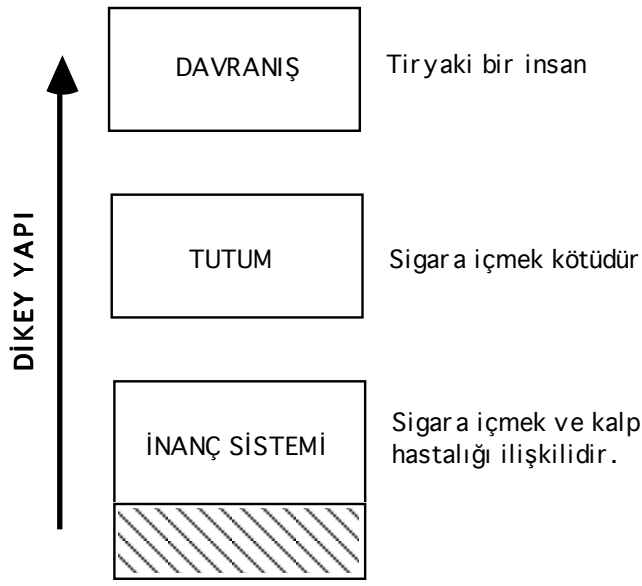 DAVRANIŞ
Tiryaki bir insan
TUTUM
Sigara içmek kötüdür
DİKEY YAPI
İNANÇ SİSTEMİ
Sigara içmek ve kalp
hastalığı ilişkilidir.